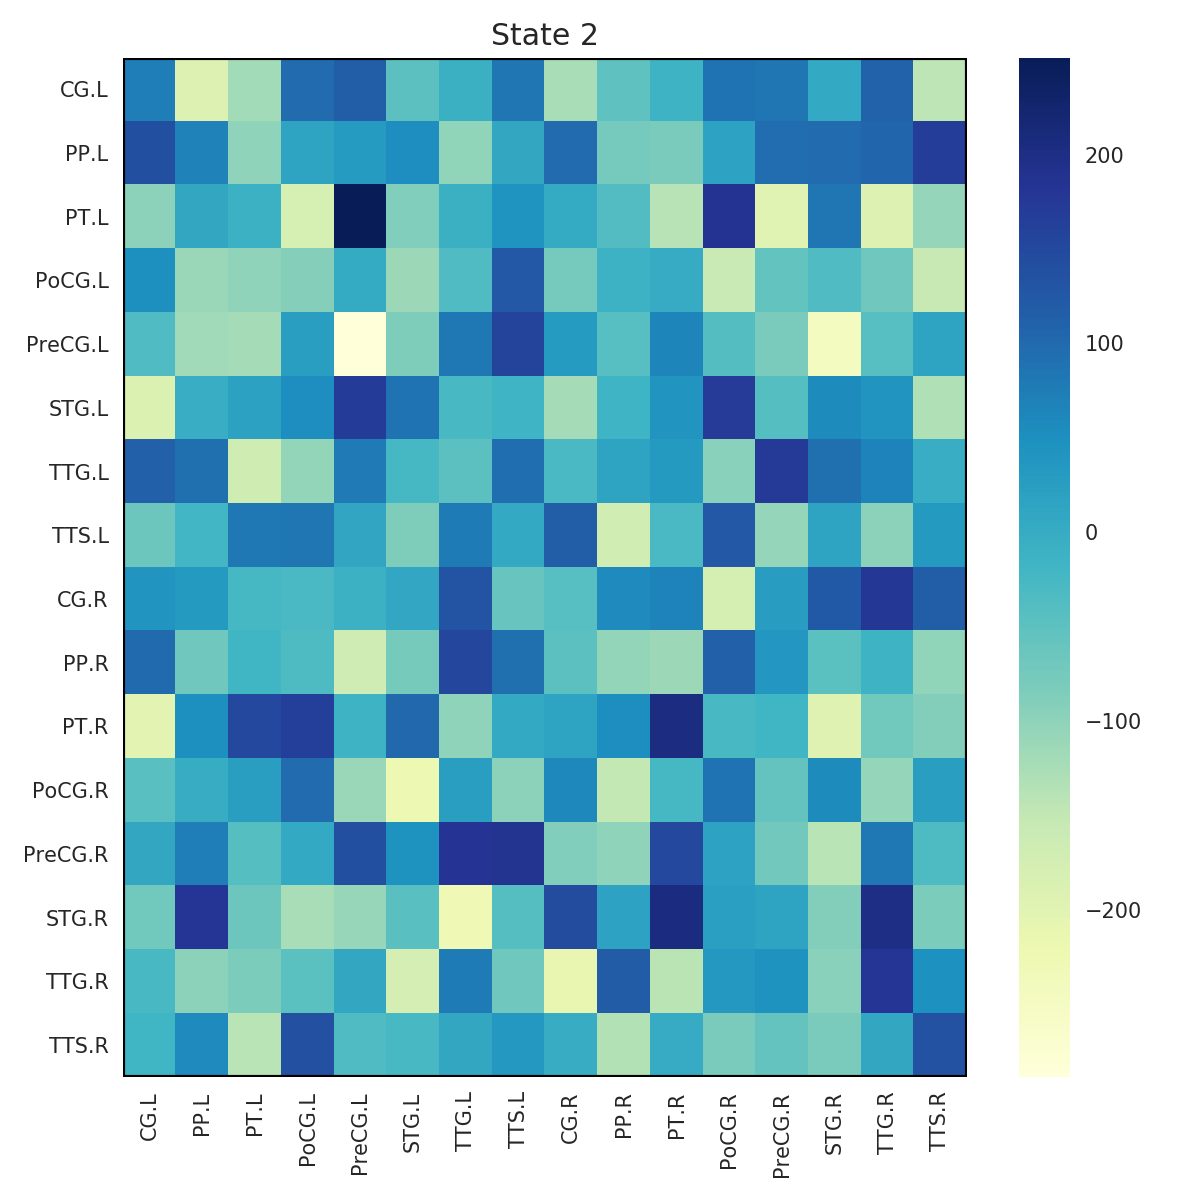 State 2
CG.L
PP.L
PT.L
PoCG.L
PreCG.L
STG.L
TTG.L
TTS.L
CG.R
PP.R
PT.R
PoCG.R
PreCG.R
STG.R
TTG.R
TTS.R
CG.L
PP.L
PT.L
PoCG.L
PreCG.L
STG.L
TTG.L
TTS.L
CG.R
PP.R
PT.R
PoCG.R
PreCG.R
STG.R
TTG.R
TTS.R
200
100
0
−100
−200